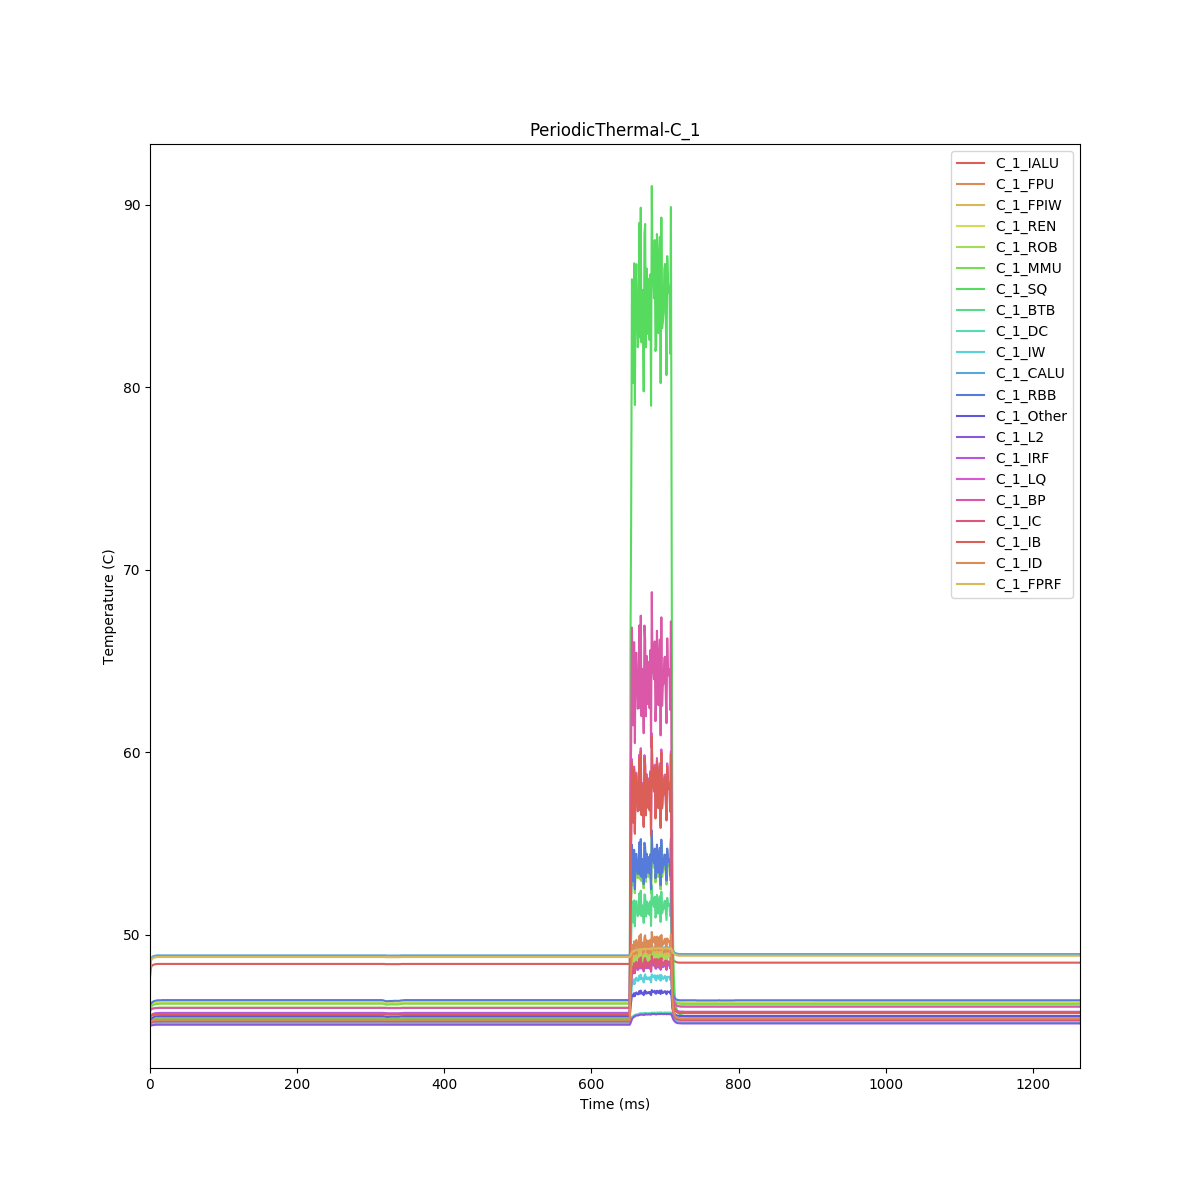 PeriodicThermal-C_1
90
80
70
60
50
Temperature (C)
0
200
400
600
800
1000
1200
Time (ms)
C_1_IALU
C_1_FPU
C_1_FPIW
C_1_REN
C_1_ROB
C_1_MMU
C_1_SQ
C_1_BTB
C_1_DC
C_1_IW
C_1_CALU
C_1_RBB
C_1_Other
C_1_L2
C_1_IRF
C_1_LQ
C_1_BP
C_1_IC
C_1_IB
C_1_ID
C_1_FPRF